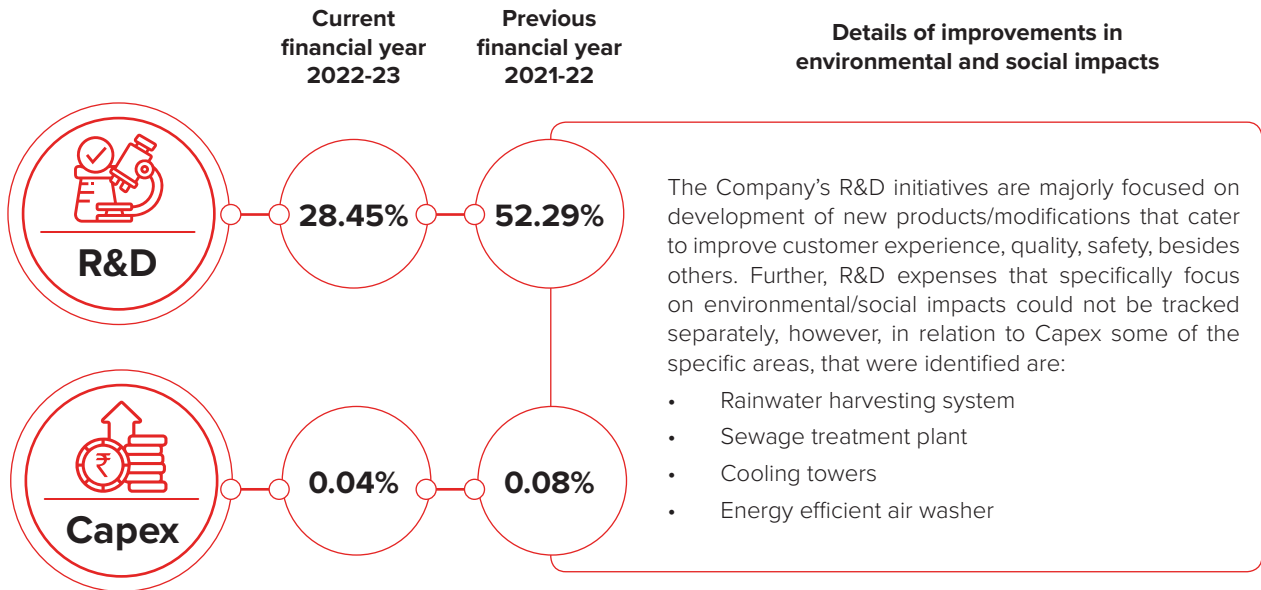 Current
financial year
2022-23
Previous
financial year
2021-22
Details of improvements in
environmental and social impacts
R&D
28.45%
52.29%
The Company’s R&D initiatives are majorly focused on
development of new products/modifications that cater
to improve customer experience, quality, safety, besides
others. Further, R&D expenses that specifically focus
on environmental/social impacts could not be tracked
separately, however, in relation to Capex some of the
specific areas, that were identified are:
• Rainwater harvesting system
• Sewage treatment plant
• Cooling towers
• Energy efficient air washer
₹
Capex
0.04%
0.08%